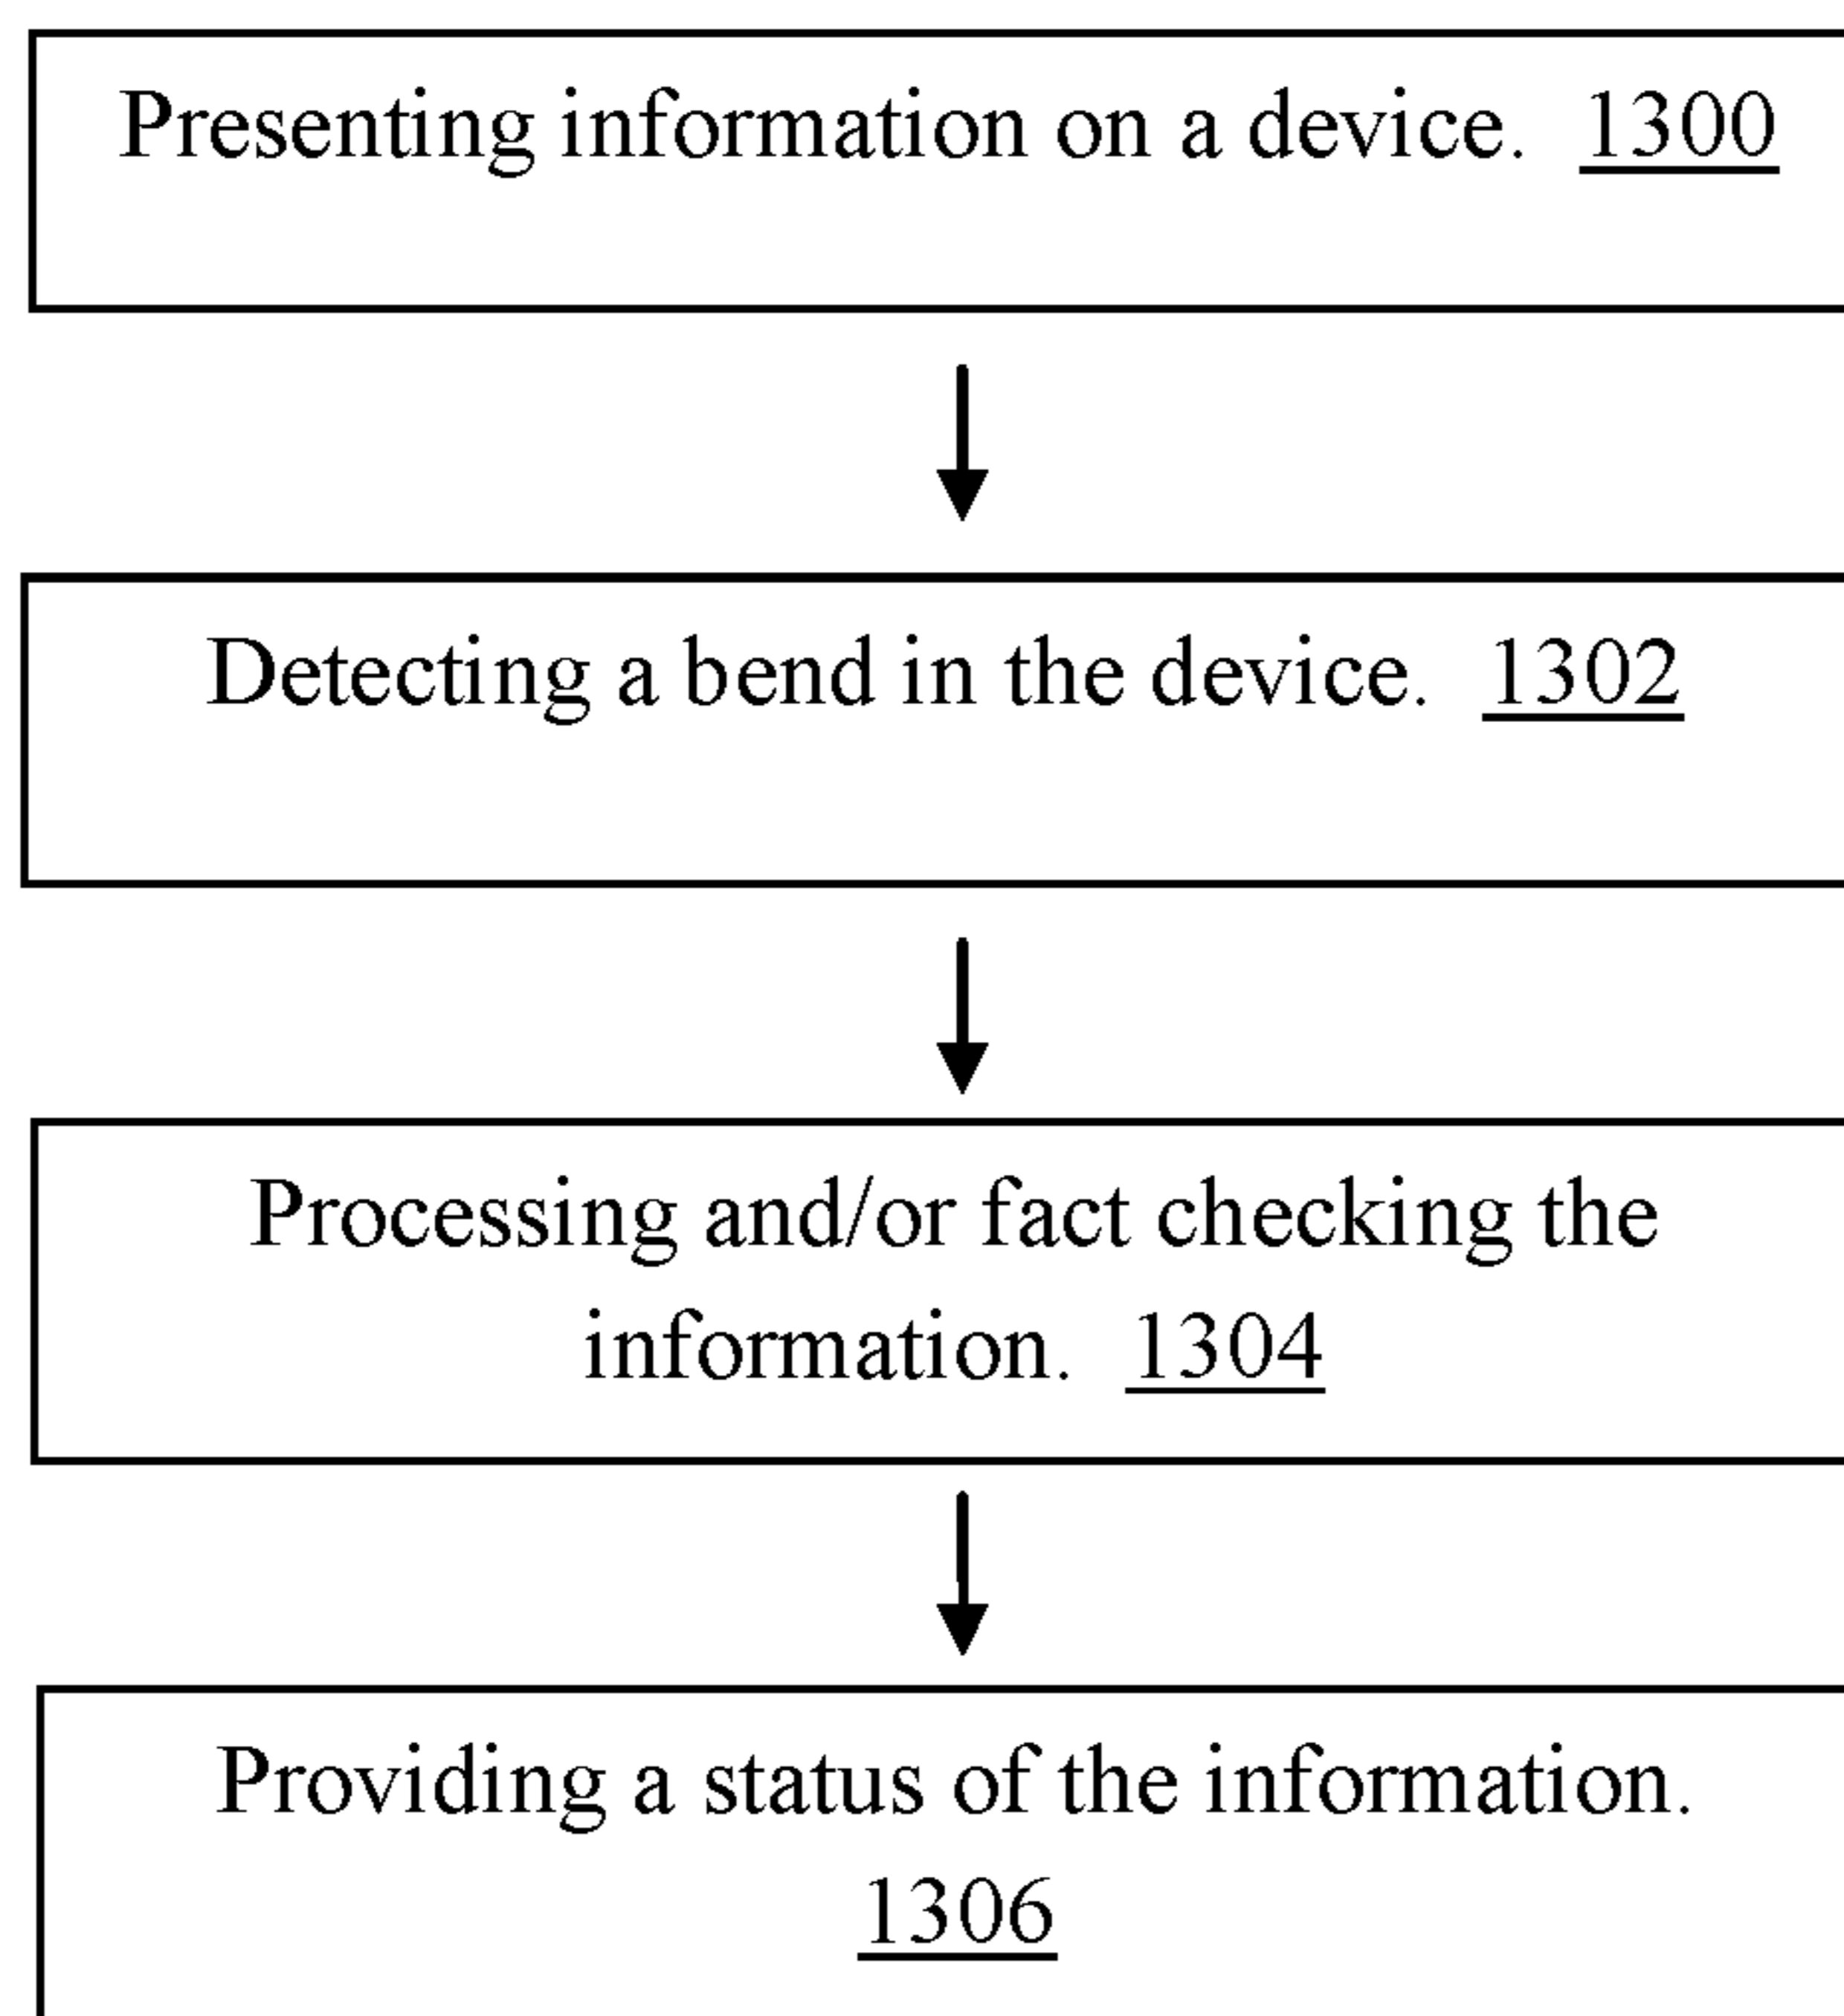 Presenting information on a device. 1300
Detecting a bend in the device. 1302
Processing and/or fact checking the
information. 1304
Providing a status of the information.
1306